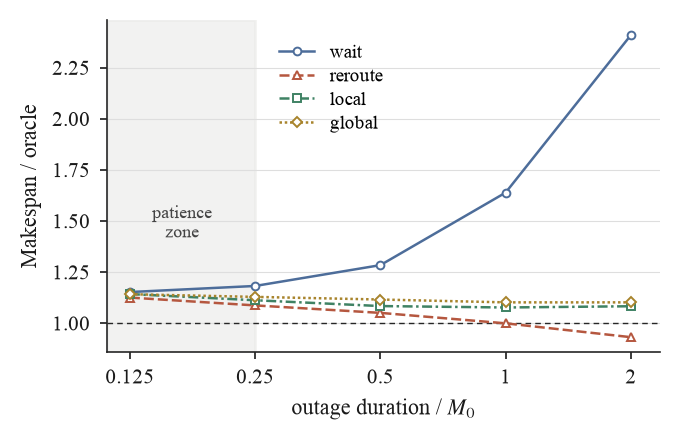 wait
reroute
local
global
patience
zone
Makespan / oracle
2.25
2.00
1.75
1.50
1.25
1.00
0.125 0.25 0.5 1 2
outage duration / M₀